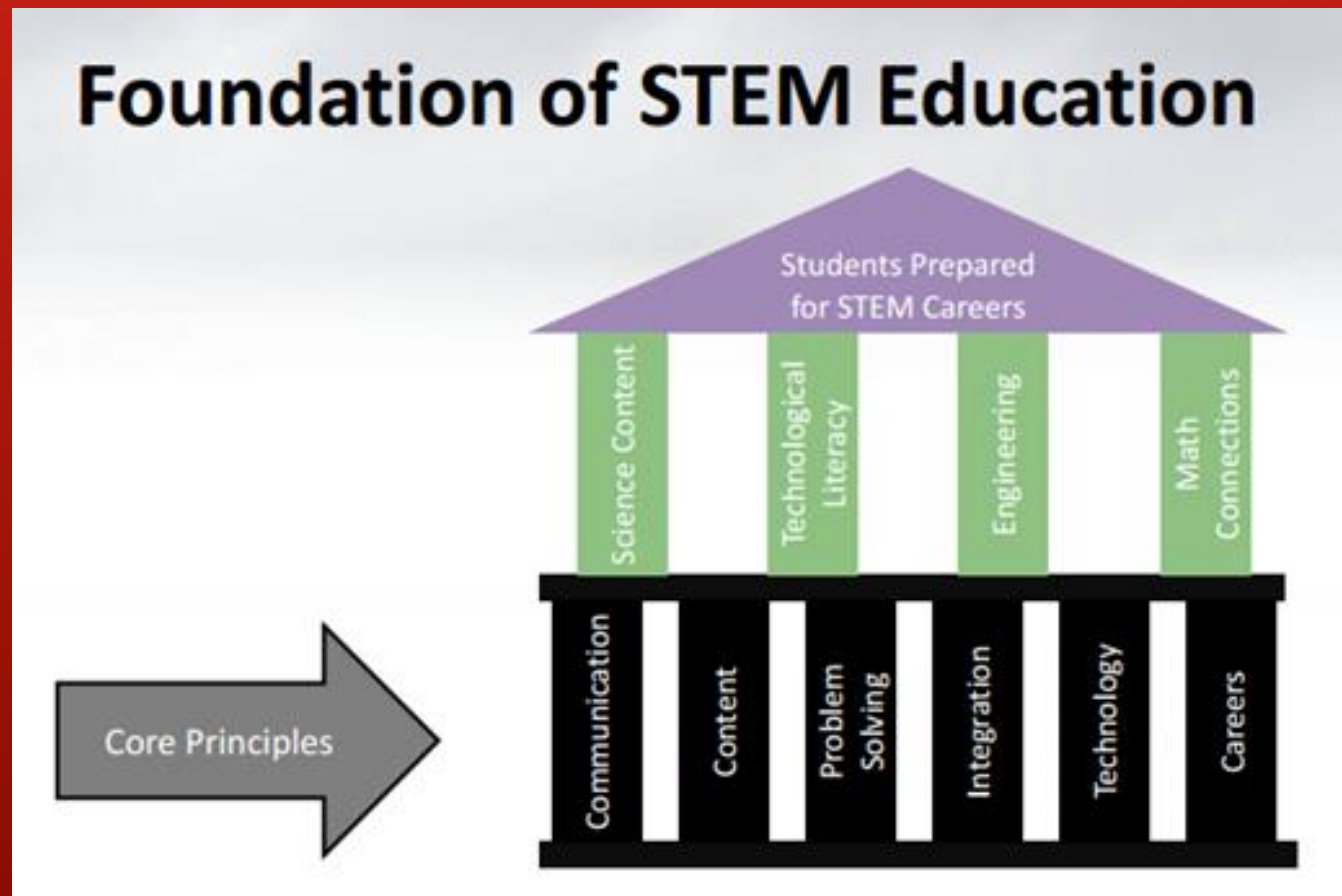 Foundation of STEM Education
Students Prepared
for STEM Careers
Science Content
Technological
Literacy
Engineering
Math
Connections
Core Principles
Communication
Content
Problem
Solving
Integration
Technology
Careers